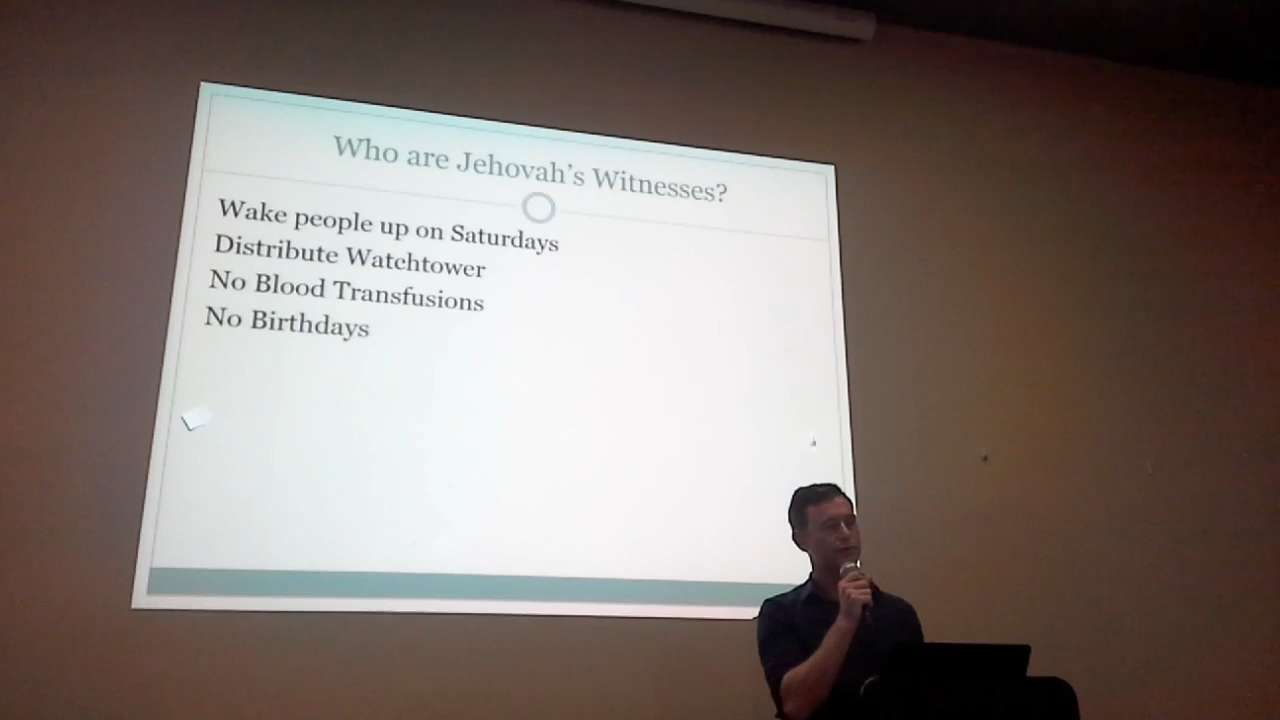 Who are Jehovah's Witnesses?
Wake people up on Saturdays
Distribute Watchtower
No Blood Transfusions
No Birthdays